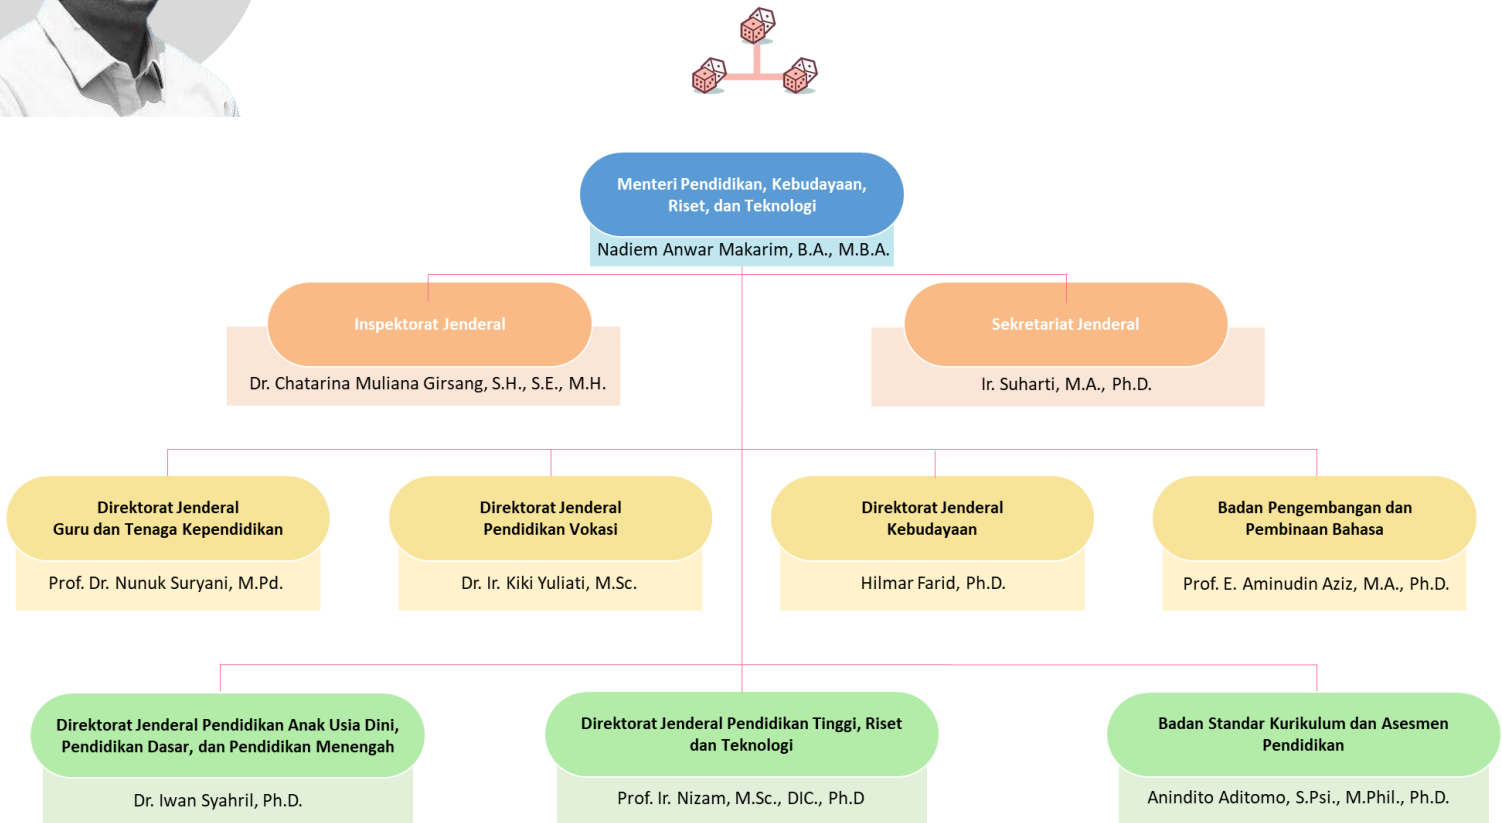 Menteri Pendidikan, Kebudayaan,
Riset, dan Teknologi
Nadiem Anwar Makarim, B.A., M.B.A.
Inspektorat Jenderal
Dr. Chatarina Muliana Girsang, S.H., S.E., M.H.
Sekretariat Jenderal
Ir. Suharti, M.A., Ph.D.
Direktorat Jenderal
Guru dan Tenaga Kependidikan
Prof. Dr. Nunuk Suryani, M.Pd.
Direktorat Jenderal
Pendidikan Vokasi
Dr. Ir. Kiki Yuliati, M.Sc.
Direktorat Jenderal
Kebudayaan
Hilmar Farid, Ph.D.
Badan Pengembangan dan
Pembinaan Bahasa
Prof. E. Aminudin Aziz, M.A., Ph.D.
Direktorat Jenderal Pendidikan Anak Usia Dini,
Pendidikan Dasar, dan Pendidikan Menengah
Dr. Iwan Syahril, Ph.D.
Direktorat Jenderal Pendidikan Tinggi, Riset
dan Teknologi
Prof. Ir. Nizam, M.Sc., DIC., Ph.D
Badan Standar Kurikulum dan Asesmen
Pendidikan
Anindito Aditomo, S.Psi., M.Phil., Ph.D.